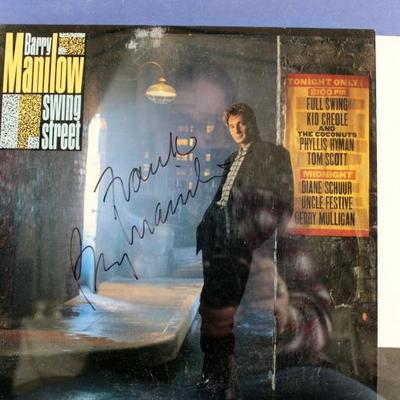 Barry
Manilow
swing
street
TONIGHT ONLY!
8:00 PM
FULL SWING
KID CREOLE
AND
THE COCONUTS
PHYLLIS HYMAN
TOM SCOTT
MIDNIGHT
DIANE SCHUUR
UNCLE FESTIVE
GERRY MULLIGAN